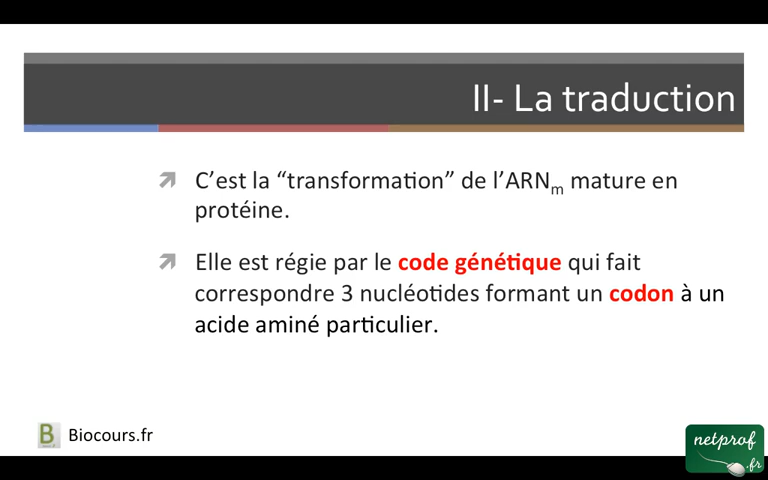 II- La traduction
C’est la “transformation” de l’ARNm mature en
protéine.
Elle est régie par le code génétique qui fait
correspondre 3 nucléotides formant un codon à un
acide aminé particulier.
B
Biocours.fr
netprof
.fr